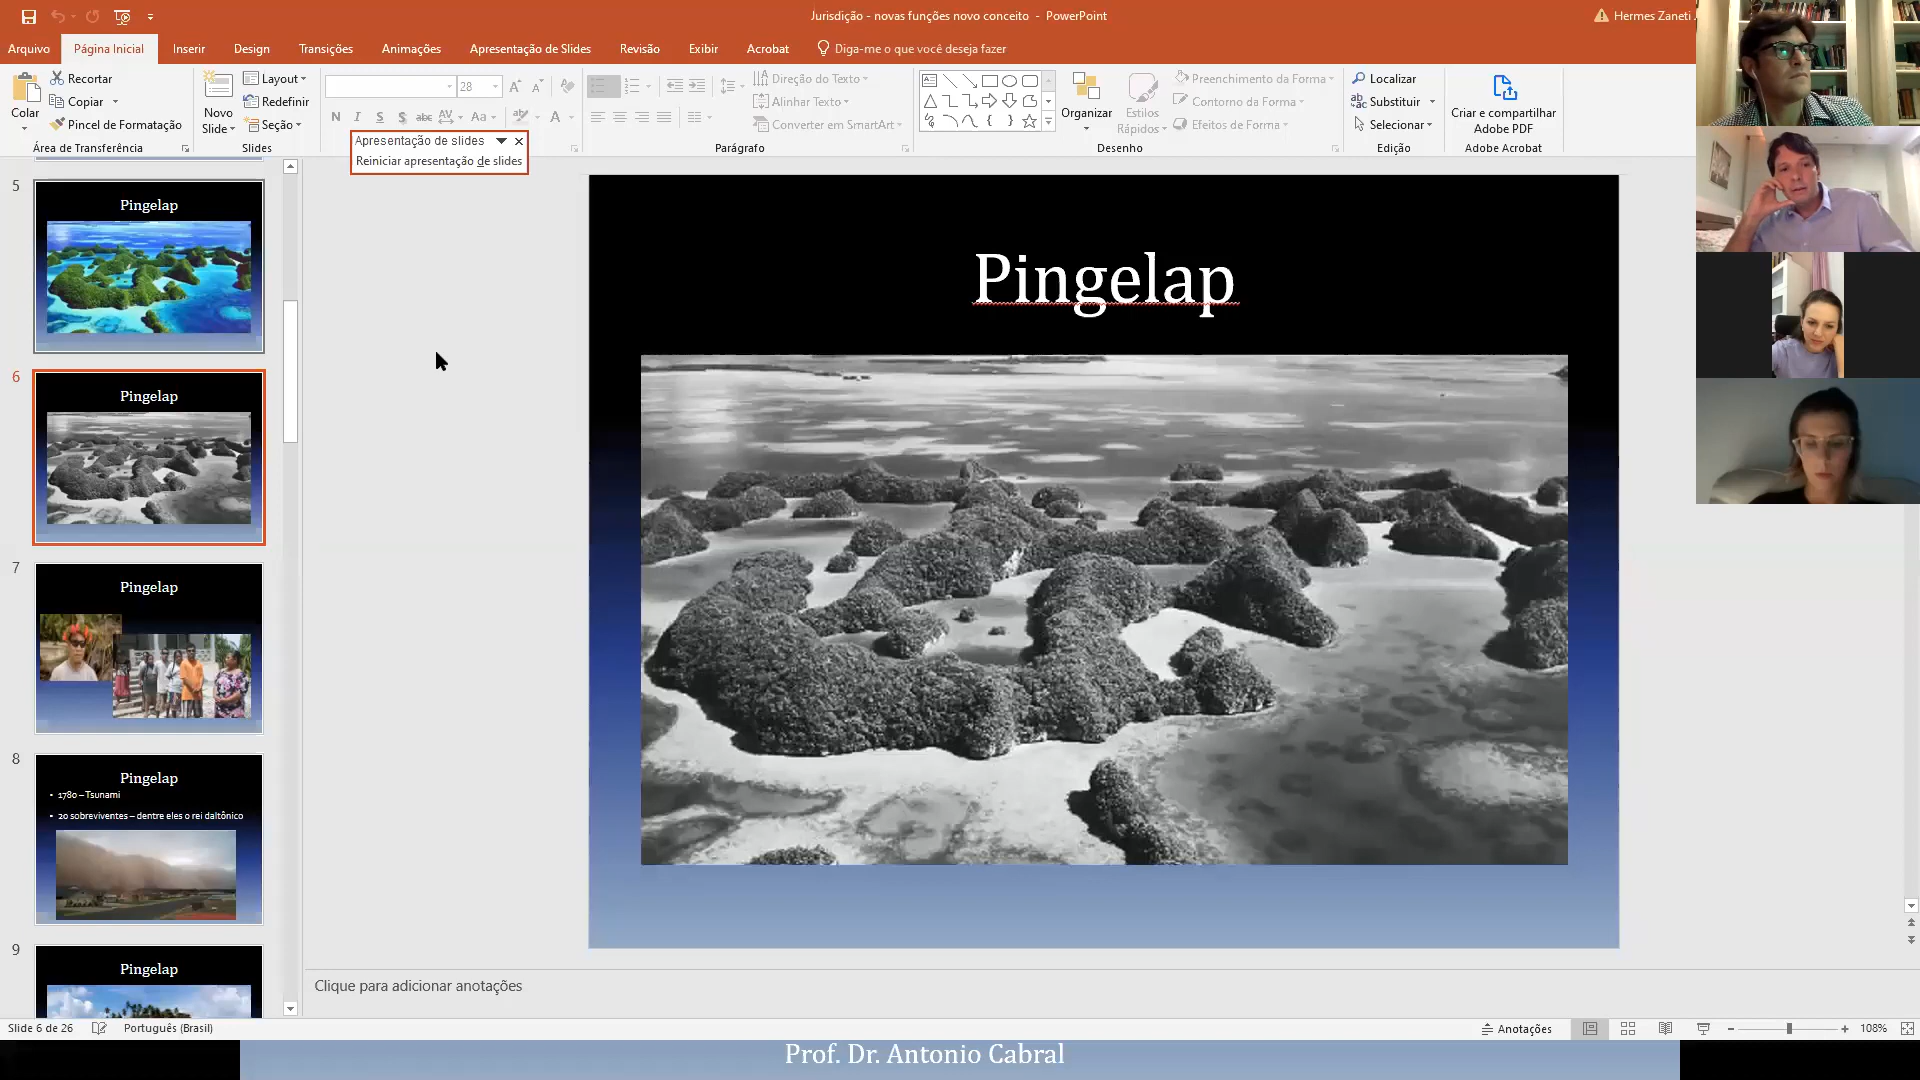 Jurisdição - novas funções novo conceito - PowerPoint
Hermes Zaneti
Arquivo
Página Inicial
Inserir
Design
Transições
Animações
Apresentação de Slides
Revisão
Exibir
Acrobat
Diga-me o que você deseja fazer
Colar
Recortar
Copiar
Pincel de Formatação
Área de Transferência
Novo
Slide
Layout
Redefinir
Seção
Slides
28
N I S S abc AV Aa A
Apresentação de slides
Reiniciar apresentação de slides
Direção do Texto
Alinhar Texto
Converter em SmartArt
Parágrafo
Organizar
Estilos
Rápidos
Preenchimento da Forma
Contorno da Forma
Efeitos de Forma
Desenho
Localizar
Substituir
Selecionar
Edição
Criar e compartilhar
Adobe PDF
Adobe Acrobat
5
Pingelap
6
Pingelap
7
Pingelap
8
Pingelap
• 1780 – Tsunami
• 20 sobreviventes – dentre eles o rei daltônico
9
Pingelap
Pingelap
Clique para adicionar anotações
Slide 6 de 26
Português (Brasil)
Anotações
108%
Prof. Dr. Antonio Cabral